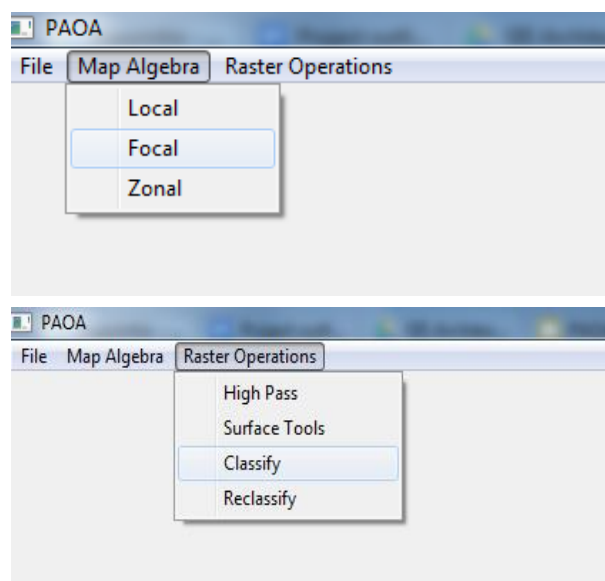 PAOA
File Map Algebra Raster Operations
Local
Focal
Zonal
PAOA
File Map Algebra Raster Operations
High Pass
Surface Tools
Classify
Reclassify